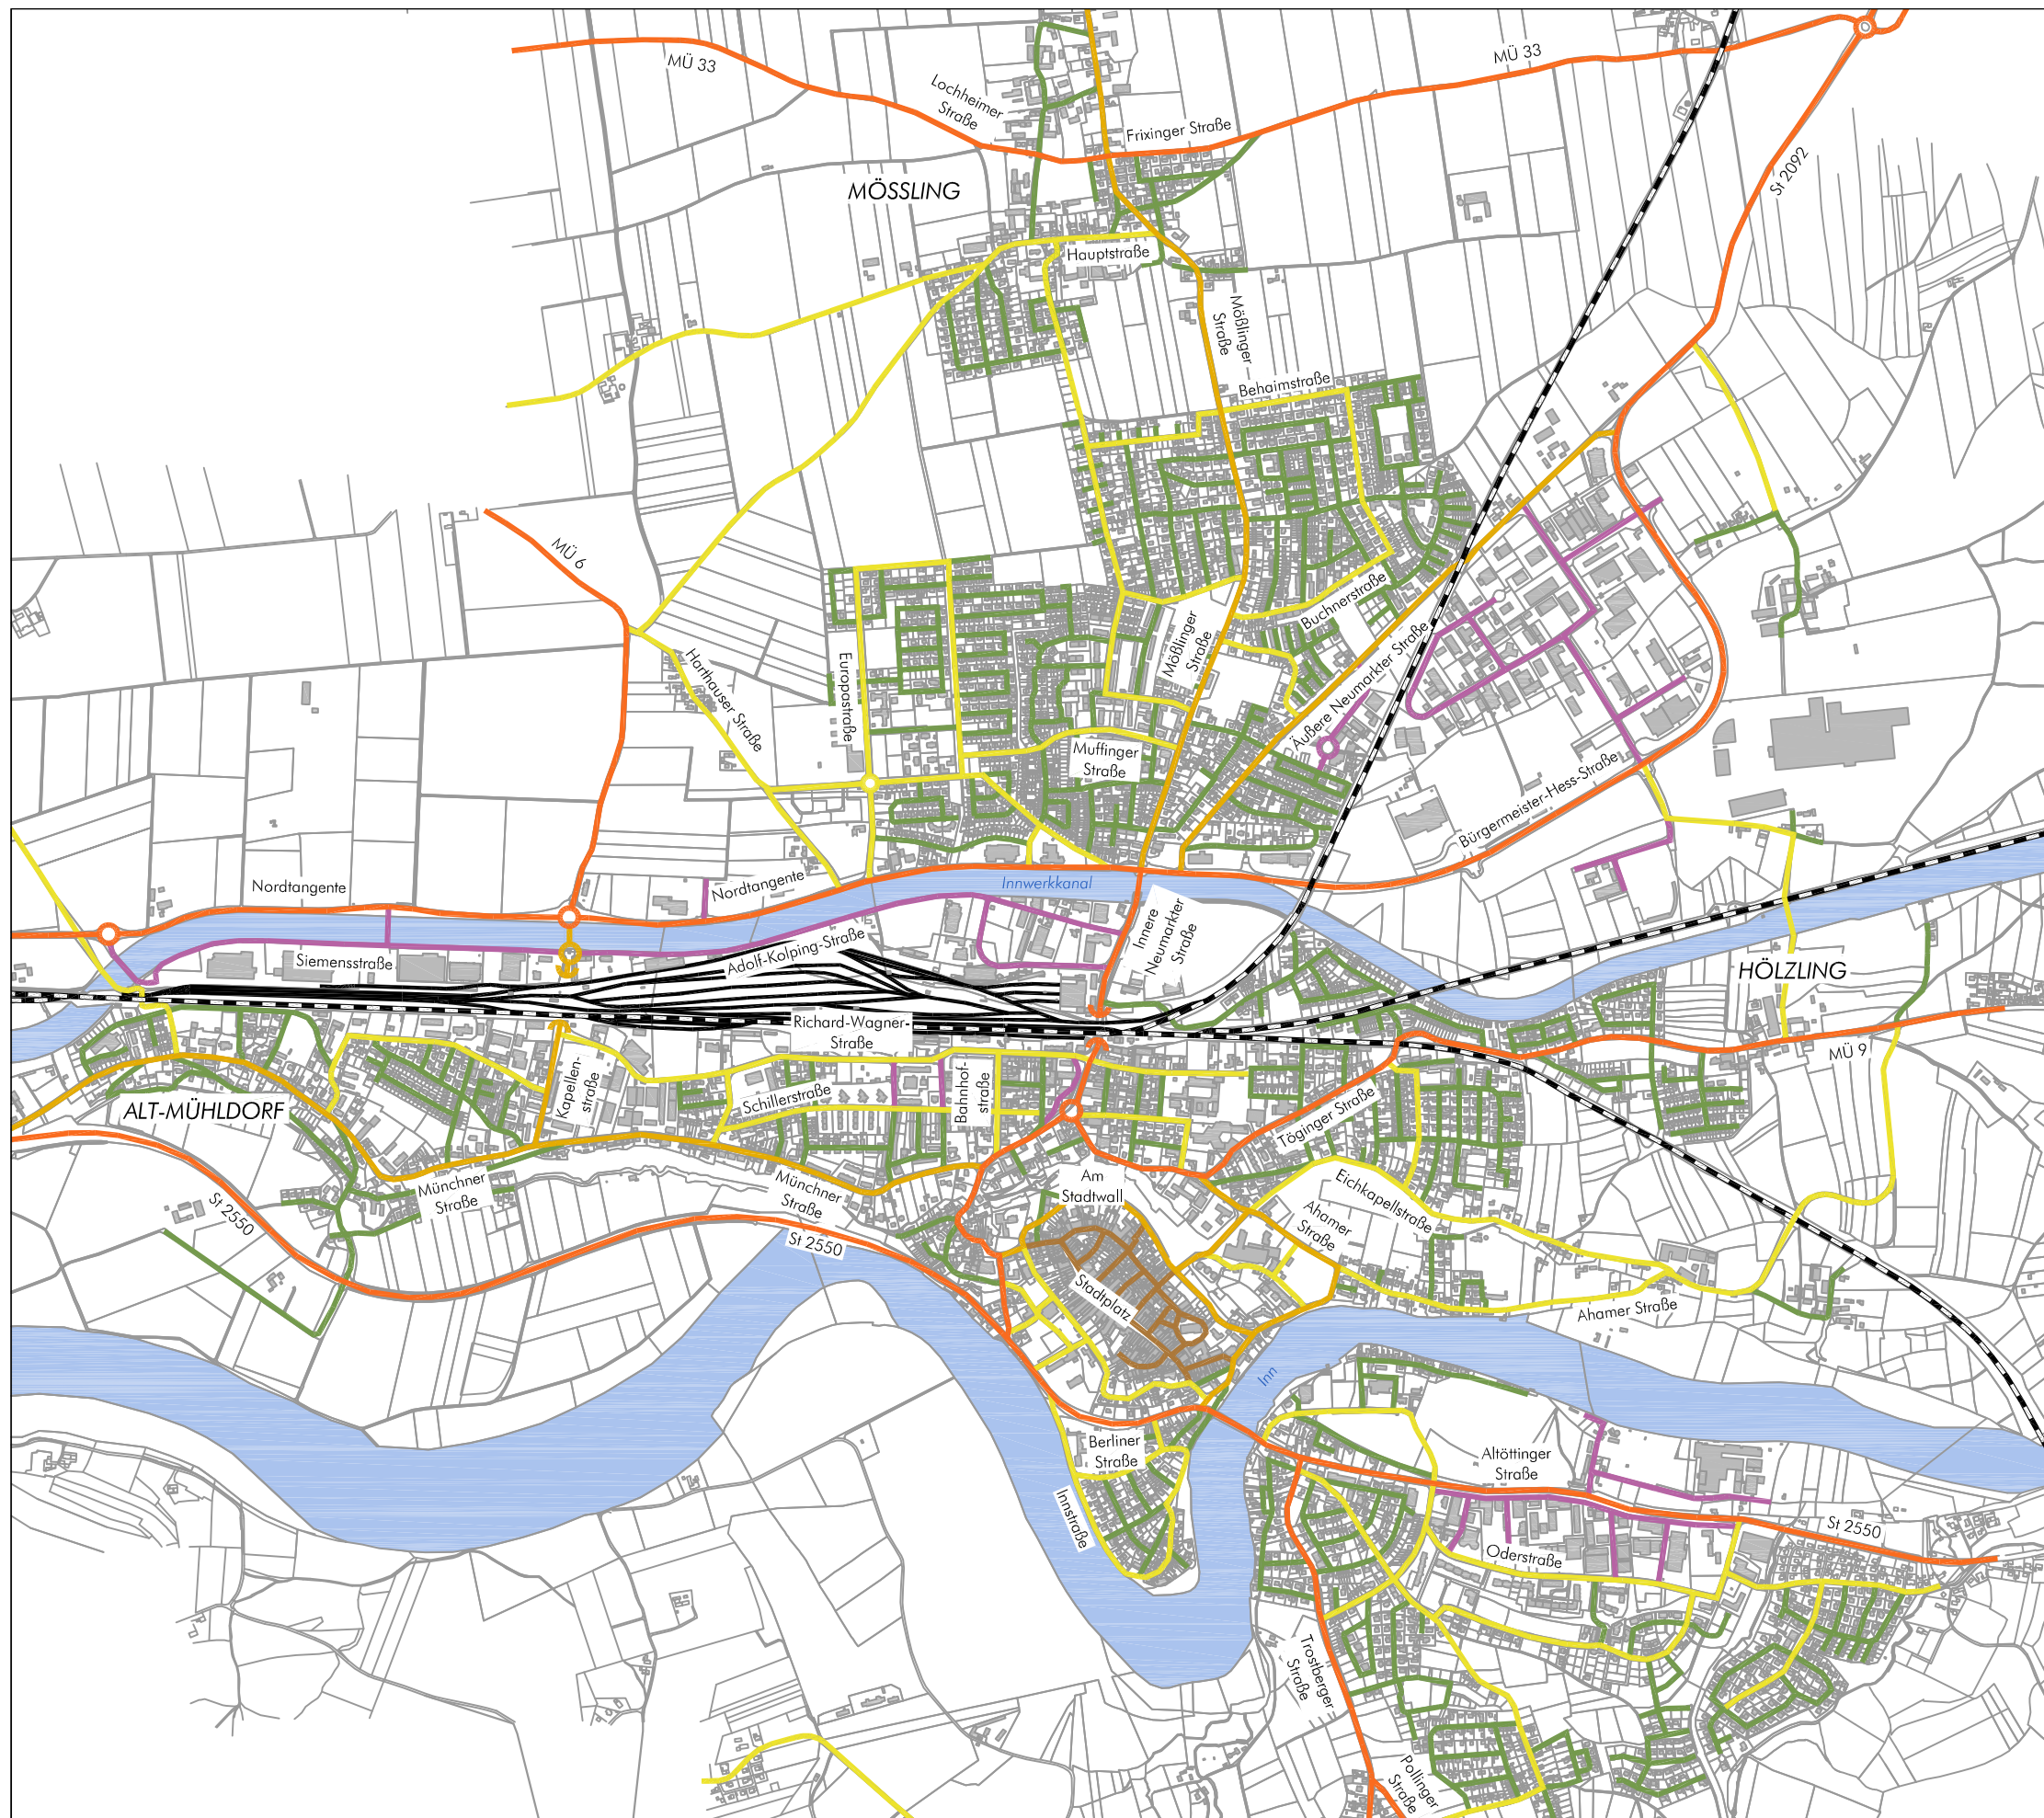 MÜ 33
MÜ 33
Lochheimer
Straße
Frixinger Straße
St 2092
MÖSSLING
Hauptstraße
Mößlinger
Straße
Behaimstraße
MÜ 6
Buchnerstraße
Mößlinger
Straße
Harthauser Straße
Europastraße
Äußere Neumarkter Straße
Muffinger
Straße
Bürgermeister-Hess-Straße
Nordtangente
Nordtangente
Innwerkkanal
Innere
Neumarkter
Straße
Siemensstraße
Adolf-Kolping-Straße
HÖLZLING
Richard-Wagner-
Straße
MÜ 9
ALT-MÜHLDORF
Kapellen-
straße
Schillerstraße
Bahnhof-
straße
Töginger Straße
Münchner
Straße
Münchner
Straße
Am
Stadtwall
Eichkapellstraße
Ahamer
Straße
St 2550
St 2550
Stadtplatz
Ahamer Straße
Inn
Berliner
Straße
Altöttinger
Straße
Innstraße
St 2550
Oderstraße
Trostberger
Straße
Pollinger
Straße